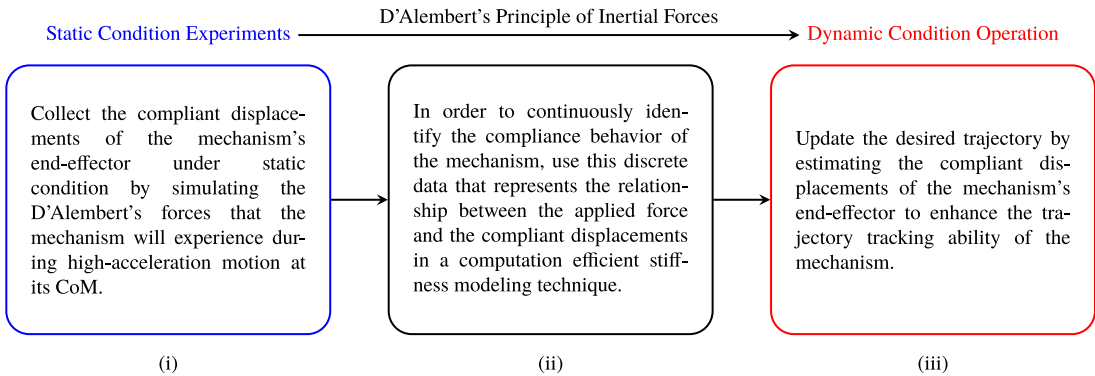 D'Alembert's Principle of Inertial Forces
Static Condition Experiments
Dynamic Condition Operation
Collect the compliant displace-
ments of the mechanism's
end-effector under static
condition by simulating the
D'Alembert's forces that the
mechanism will experience dur-
ing high-acceleration motion at
its CoM.
In order to continuously iden-
tify the compliance behavior of
the mechanism, use this discrete
data that represents the relation-
ship between the applied force
and the compliant displacements
in a computation efficient stiff-
ness modeling technique.
Update the desired trajectory by
estimating the compliant dis-
placements of the mechanism's
end-effector to enhance the tra-
jectory tracking ability of the
mechanism.
(i)
(ii)
(iii)